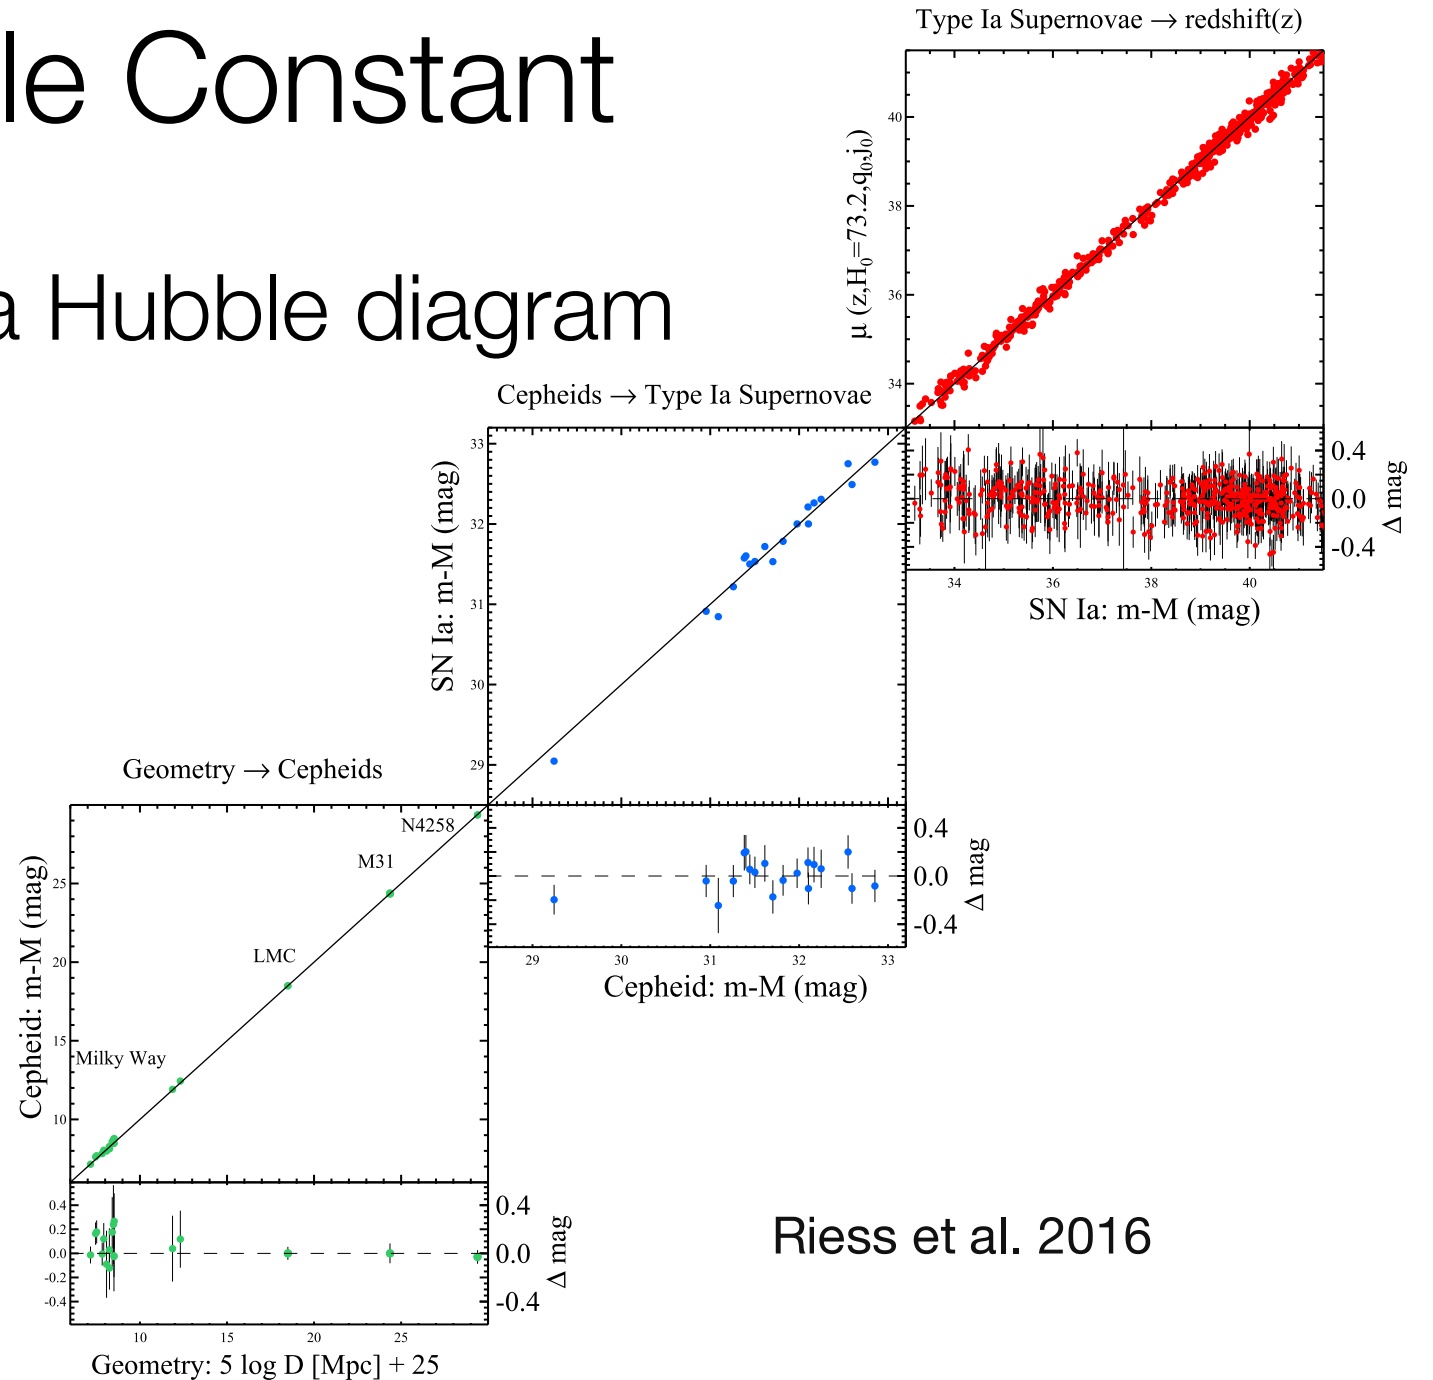 le Constant
a Hubble diagram
Type Ia Supernovae → redshift(z)
μ (z,H₀=73.2,q₀,j₀)
40
38
36
34
0.4
0.0
-0.4
Δ mag
34 36 38 40
SN Ia: m-M (mag)
Cepheids → Type Ia Supernovae
SN Ia: m-M (mag)
33
32
31
30
29
0.4
0.0
-0.4
Δ mag
29 30 31 32 33
Cepheid: m-M (mag)
Geometry → Cepheids
Cepheid: m-M (mag)
25
20
15
10
N4258
M31
LMC
Milky Way
0.4
0.2
0.0
-0.2
-0.4
0.4
0.0
-0.4
Δ mag
10 15 20 25
Geometry: 5 log D [Mpc] + 25
Riess et al. 2016